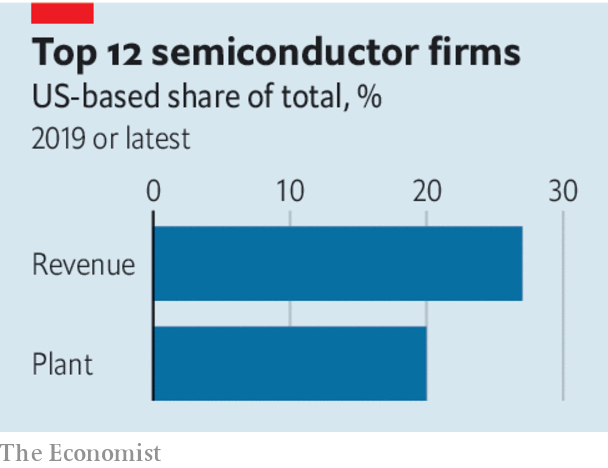 Top 12 semiconductor firms
US-based share of total, %
2019 or latest
0 10 20 30
Revenue
Plant
The Economist